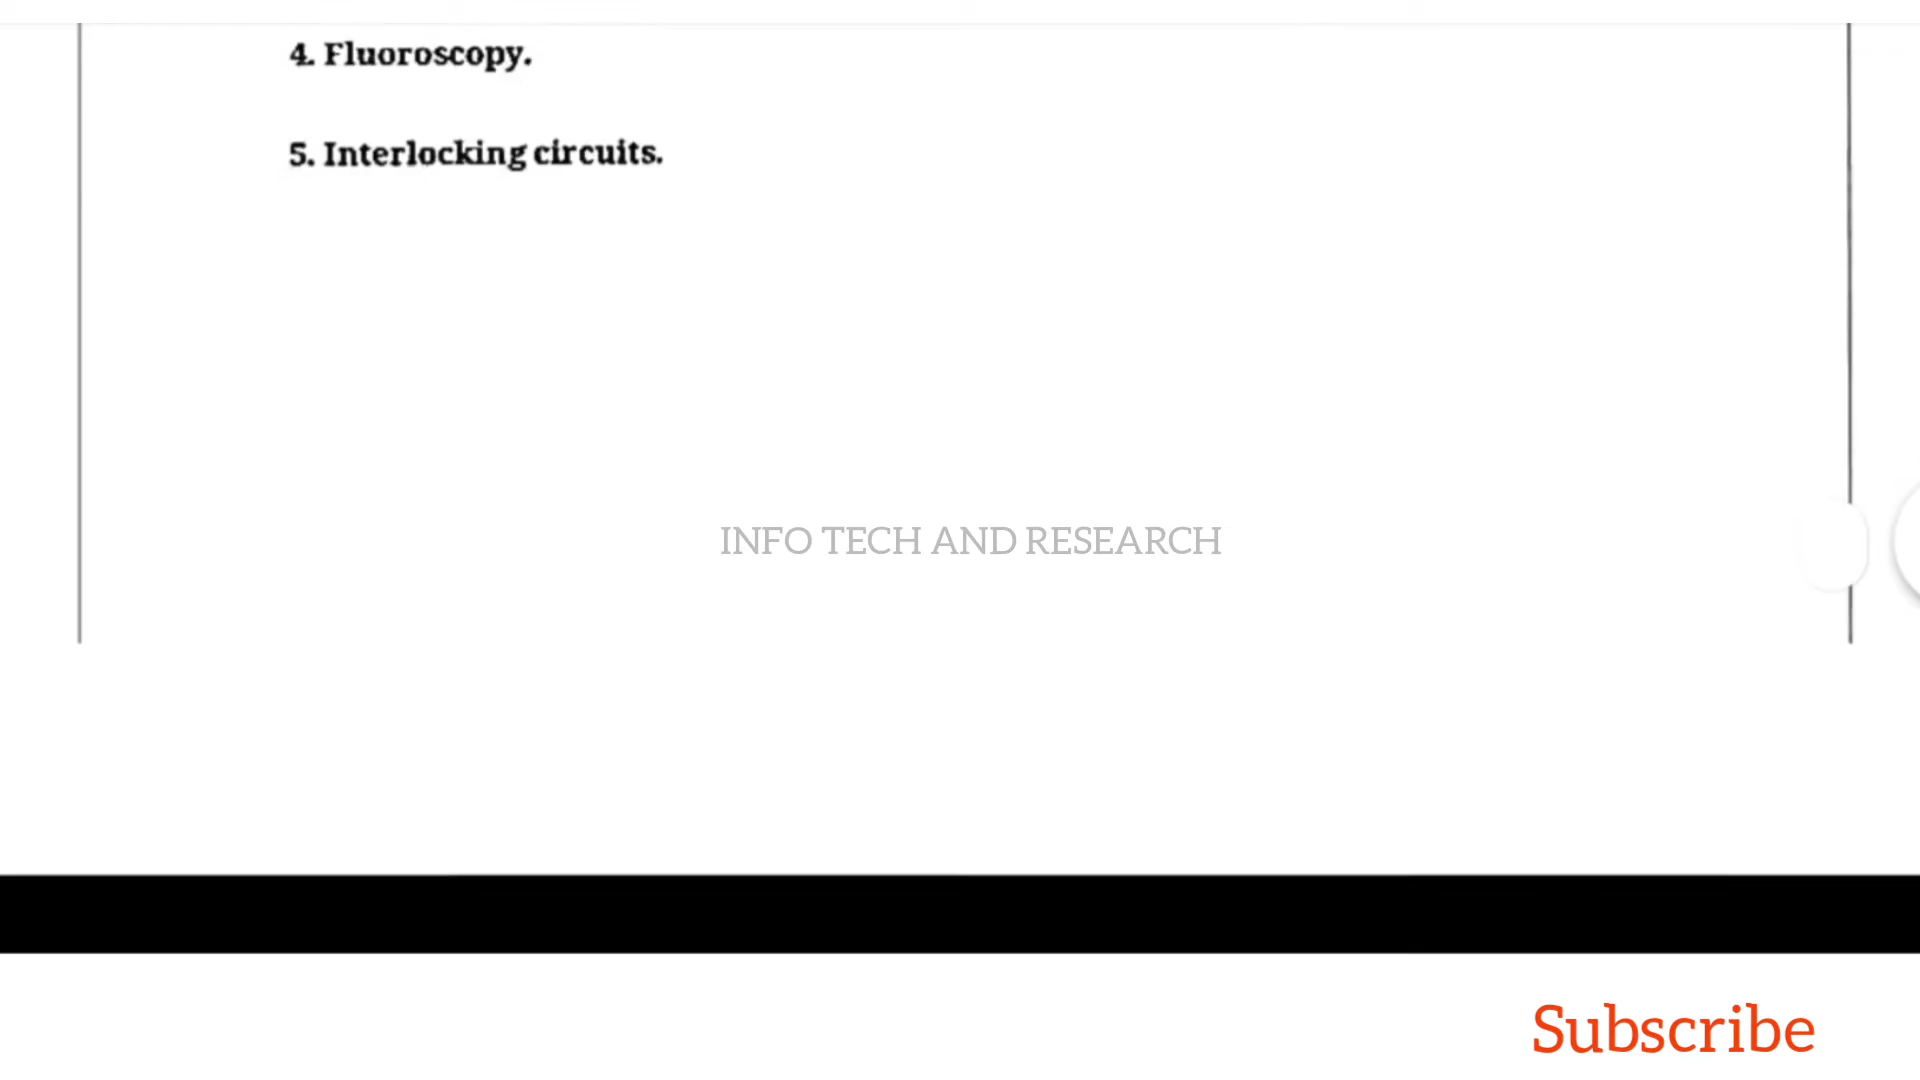 4. Fluoroscopy.
5. Interlocking circuits.
INFO TECH AND RESEARCH
Subscribe